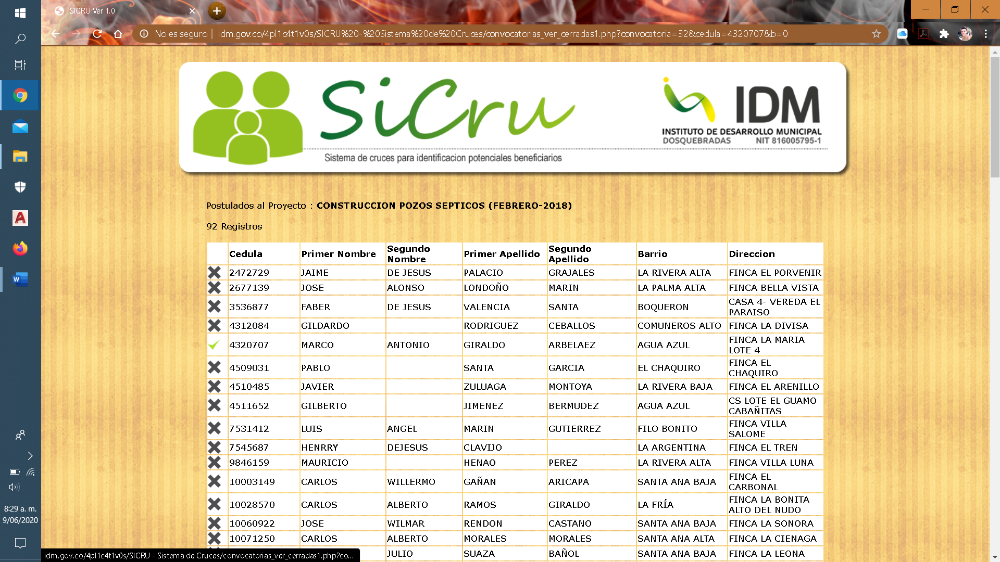 SICRU Ver 1.0
No es seguro | idm.gov.co/4pl1c4t1v0s/SICRU%20-%20Sistema%20de%20Cruces/convocatorias_ver_cerradas1.php?convocatoria=32&cedula=4320707&b=0
SiCru
Sistema de cruces para identificacion potenciales beneficiarios
IDM
INSTITUTO DE DESARROLLO MUNICIPAL
DOSQUEBRADAS NIT 816005795-1
Postulados al Proyecto : CONSTRUCCION POZOS SEPTICOS (FEBRERO-2018)
92 Registros
Cedula Primer Nombre Segundo Nombre Primer Apellido Segundo Apellido Barrio Direccion
2472729 JAIME DE JESUS PALACIO GRAJALES LA RIVERA ALTA FINCA EL PORVENIR
2677139 JOSE ALONSO LONDOÑO MARIN LA PALMA ALTA FINCA BELLA VISTA
3536877 FABER DE JESUS VALENCIA SANTA BOQUERON CASA 4- VEREDA EL PARAISO
4312084 GILDARDO RODRIGUEZ CEBALLOS COMUNEROS ALTO FINCA LA DIVISA
4320707 MARCO ANTONIO GIRALDO ARBELAEZ AGUA AZUL FINCA LA MARIA LOTE 4
4509031 PABLO SANTA GARCIA EL CHAQUIRO FINCA EL CHAQUIRO
4510485 JAVIER ZULUAGA MONTOYA LA RIVERA BAJA FINCA EL ARENILLO
4511652 GILBERTO JIMENEZ BERMUDEZ AGUA AZUL CS LOTE EL GUAMO CABAÑITAS
7531412 LUIS ANGEL MARIN GUTIERREZ FILO BONITO FINCA VILLA SALOME
7545687 HENRRY DEJESUS CLAVIJO LA ARGENTINA FINCA EL TREN
9846159 MAURICIO HENAO PEREZ LA RIVERA ALTA FINCA VILLA LUNA
10003149 CARLOS WILLERMO GAÑAN ARICAPA SANTA ANA BAJA FINCA EL CARBONAL
10028570 CARLOS ALBERTO RAMOS GIRALDO LA FRÍA FINCA LA BONITA ALTO DEL NUDO
10060922 JOSE WILMAR RENDON CASTANO SANTA ANA BAJA FINCA LA SONORA
10071250 CARLOS ALBERTO MORALES MORALES SANTA ANA ALTA FINCA LA CIENAGA
JULIO SUAZA BAÑOL SANTA ANA BAJA FINCA LA LEONA
idm.gov.co/4pl1c4t1v0s/SICRU - Sistema de Cruces/convocatorias_ver_cerradas1.php?co...
8:29 a. m.
9/06/2020